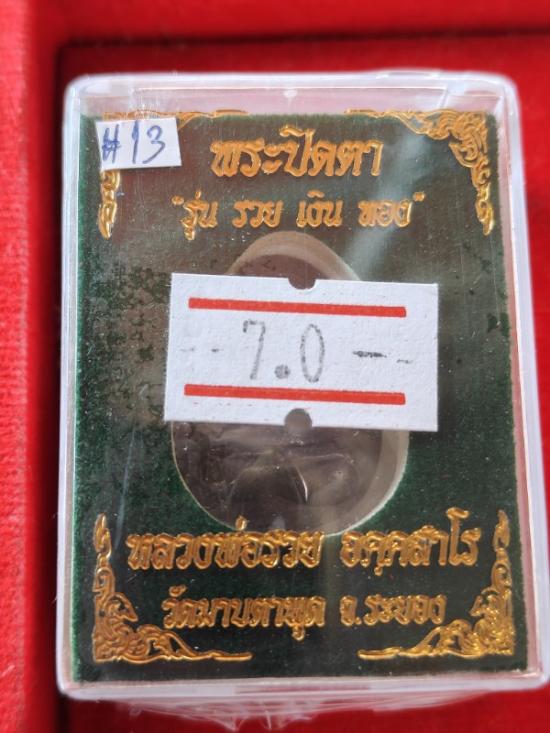 #13
พระปิดตา
"รุ่น รวย เงิน ทอง"
7.0
หลวงพ่อรวย อคฺคสาโร
วัดมาบตาพุด จ.ระยอง